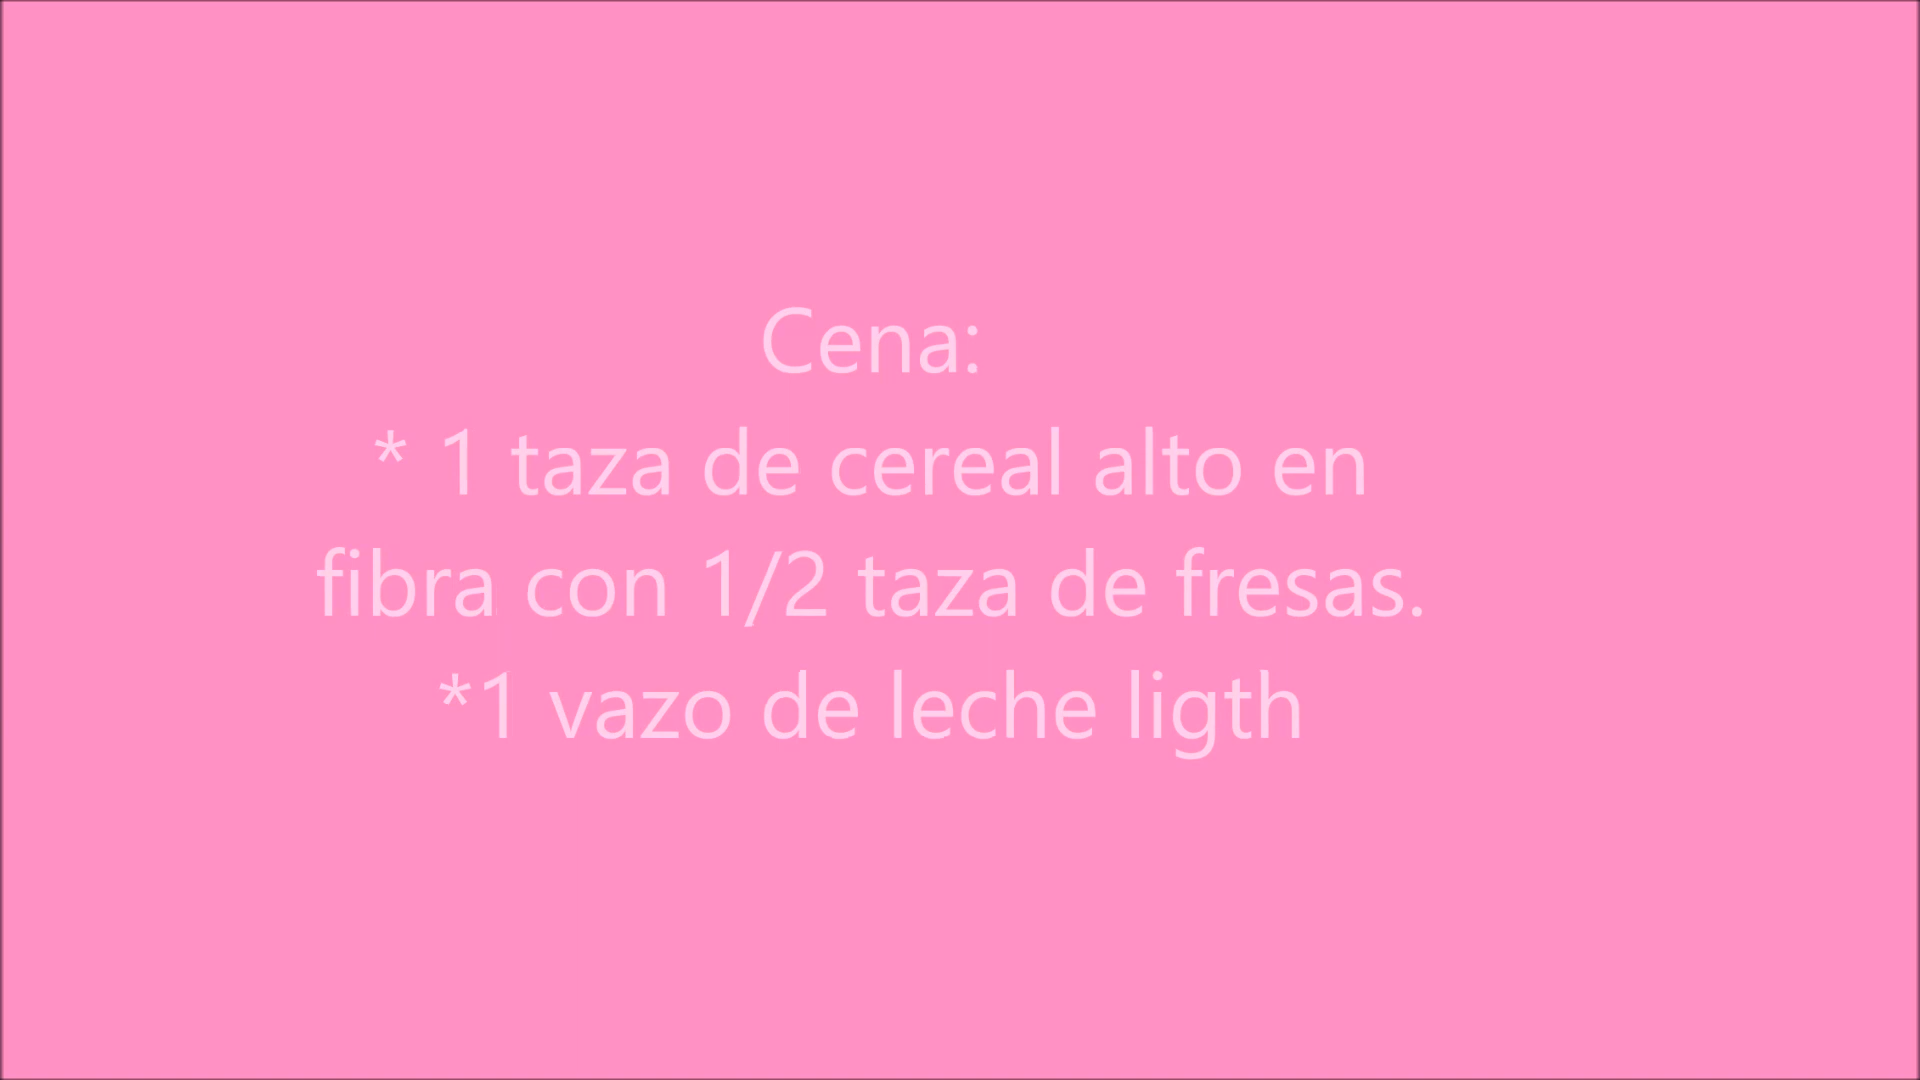 Cena:
* 1 taza de cereal alto en
fibra con 1/2 taza de fresas.
*1 vazo de leche ligth